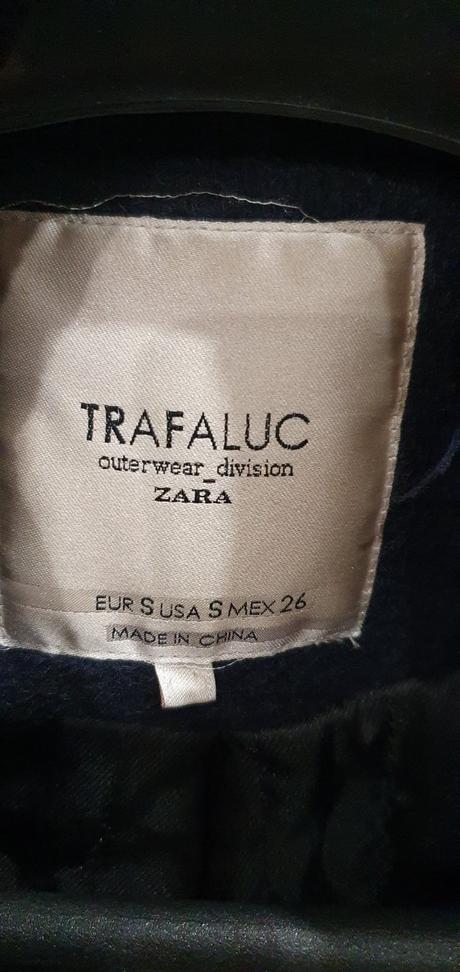 TRAFALUC
outerwear_division
ZARA
EUR S USA S MEX 26
MADE IN CHINA